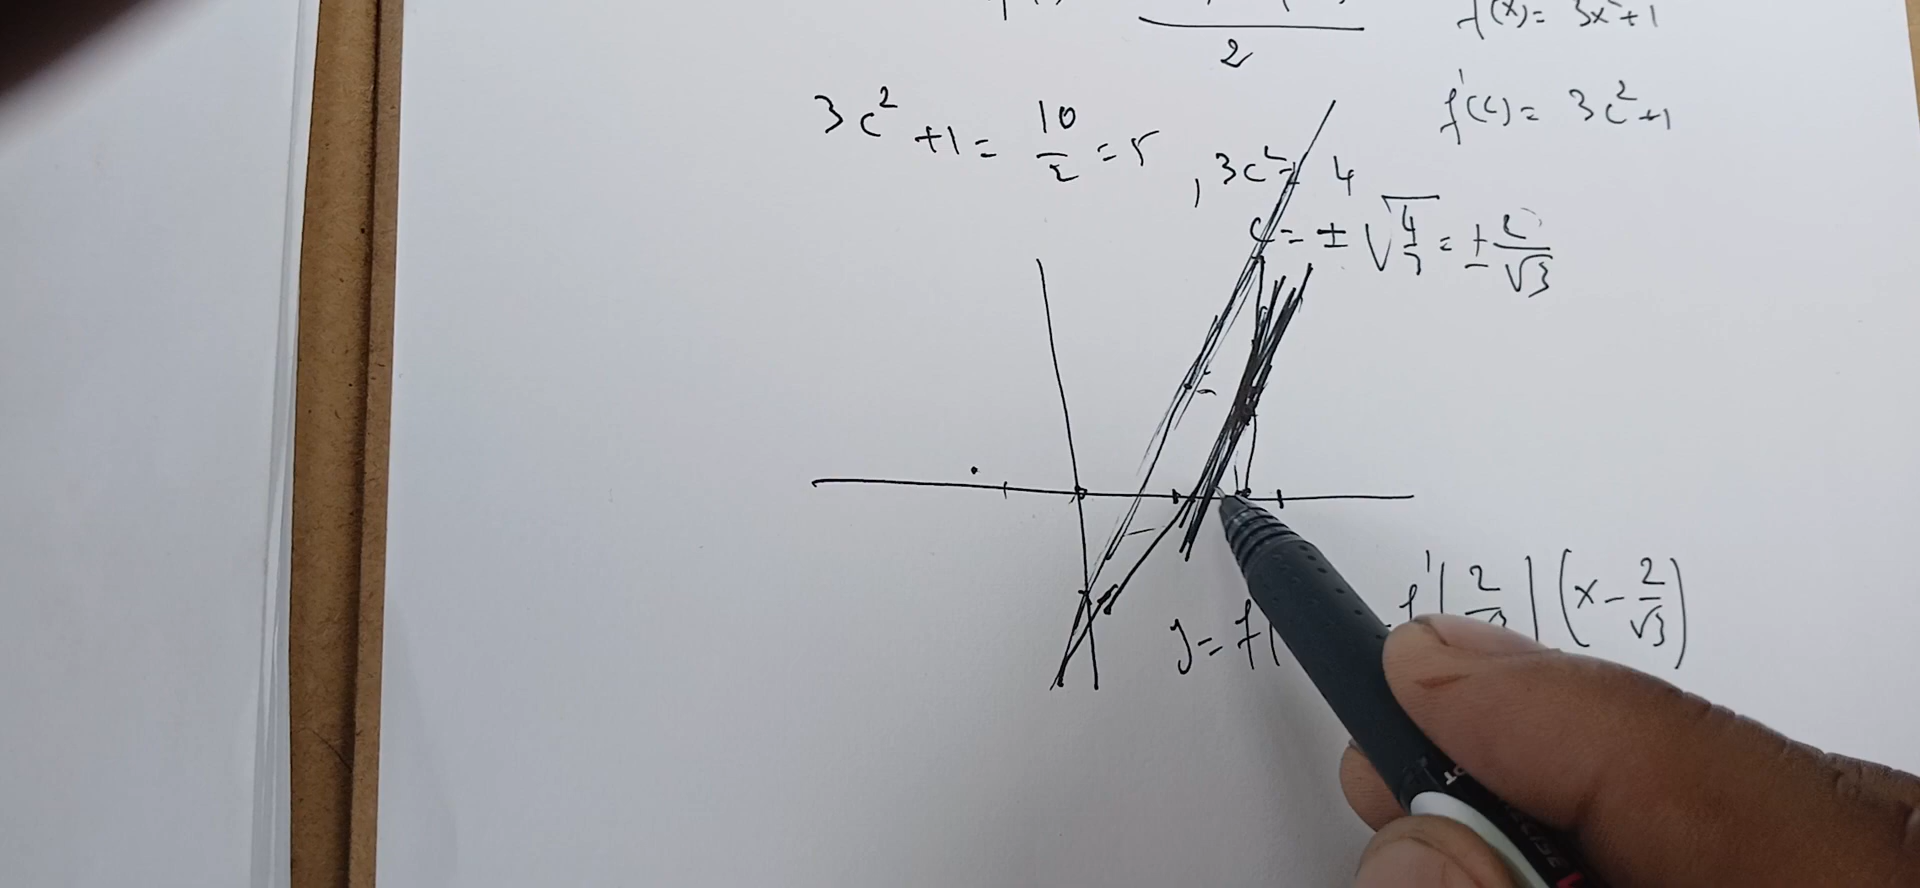 2
f'(x) = 3x²+1
f'(c) = 3c²+1
3c² +1 = 10/2 = 5
, 3c² = 4
c = ± √(4/3) = ± 2/√3
y = f(
f'(2/√3) (x - 2/√3)